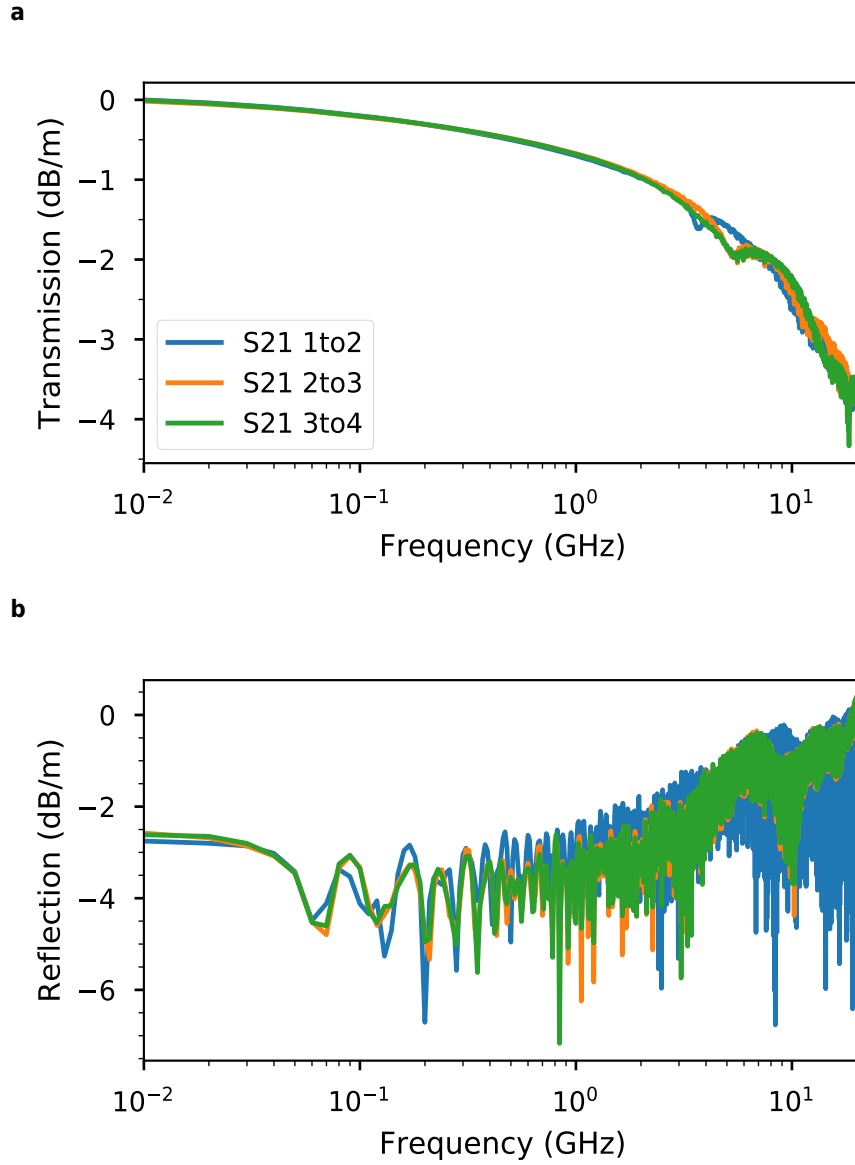 a
0
−1
−2
−3
−4
Transmission (dB/m)
S21 1to2
S21 2to3
S21 3to4
10⁻² 10⁻¹ 10⁰ 10¹
Frequency (GHz)
b
0
−2
−4
−6
Reflection (dB/m)
10⁻² 10⁻¹ 10⁰ 10¹
Frequency (GHz)